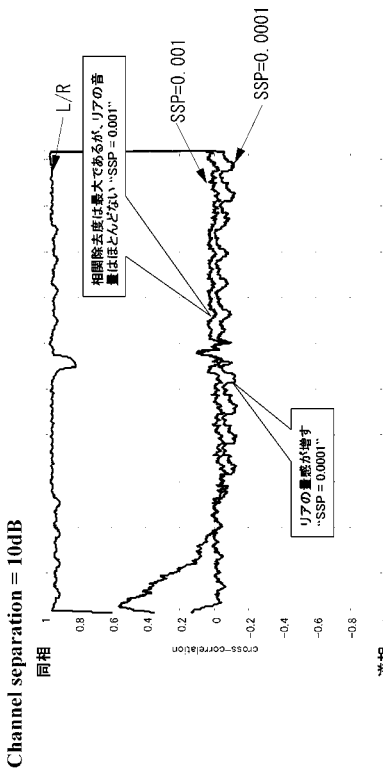 Channel separation = 10dB
同相
1
0.8
0.6
0.4
0.2
0
-0.2
-0.4
-0.6
-0.8
cross-correlation
L/R
相関除去度は最大であるが、リアの音
量はほとんどない "SSP = 0.001"
SSP=0.001
SSP=0.0001
リアの量感が増す
"SSP = 0.0001"